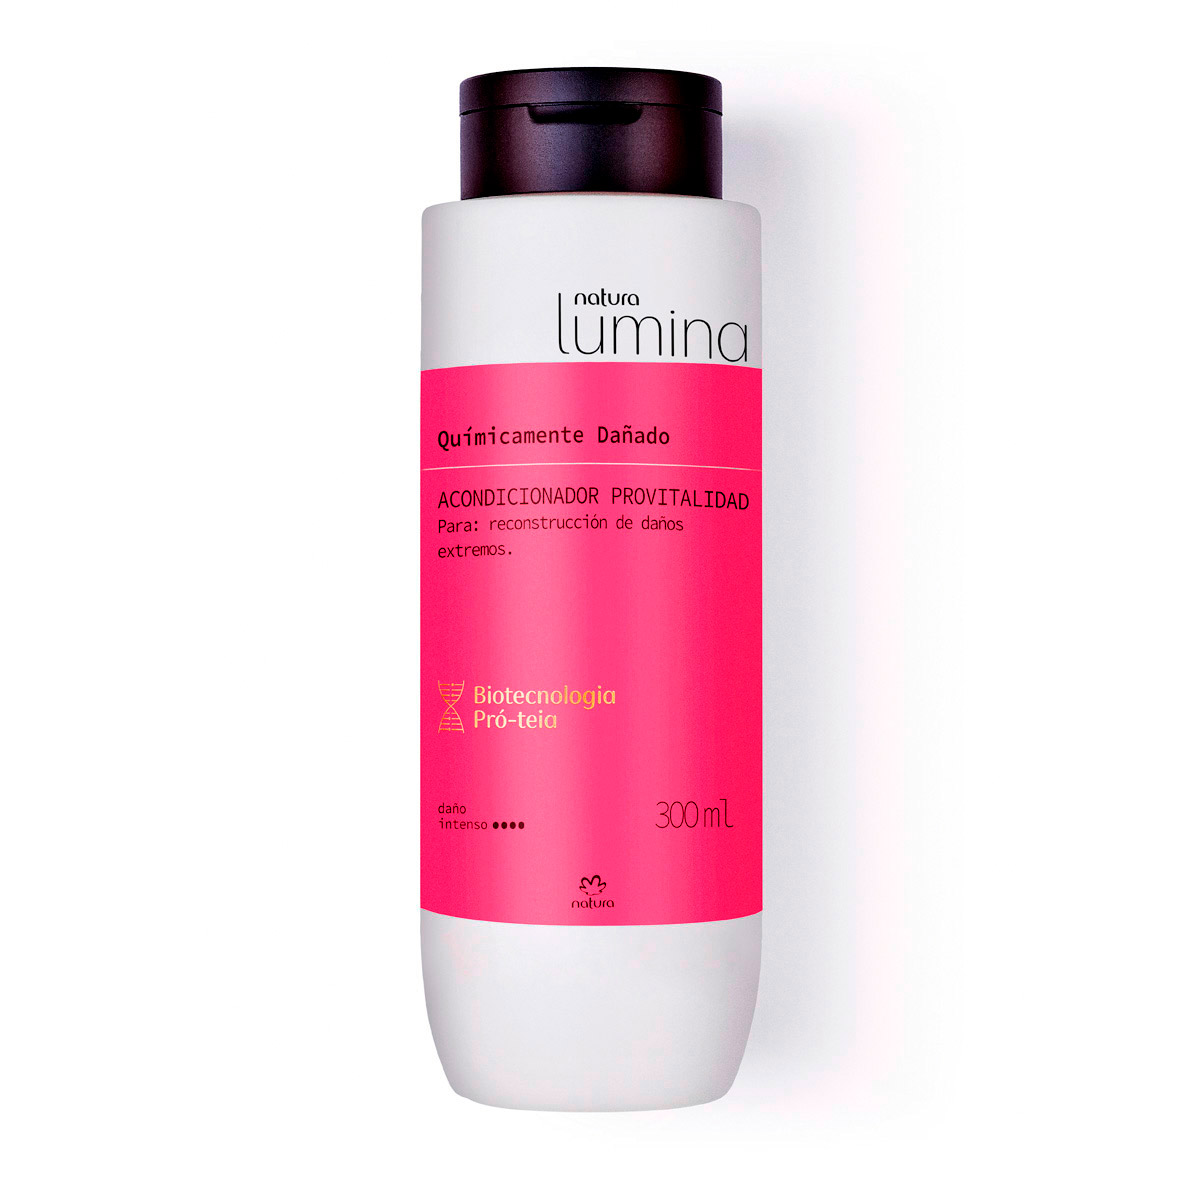 natura
lumina
Químicamente Dañado
ACONDICIONADOR PROVITALIDAD
Para: reconstrucción de daños
extremos.
Biotecnologia
Pró-teia
daño
intenso
300 ml
natura